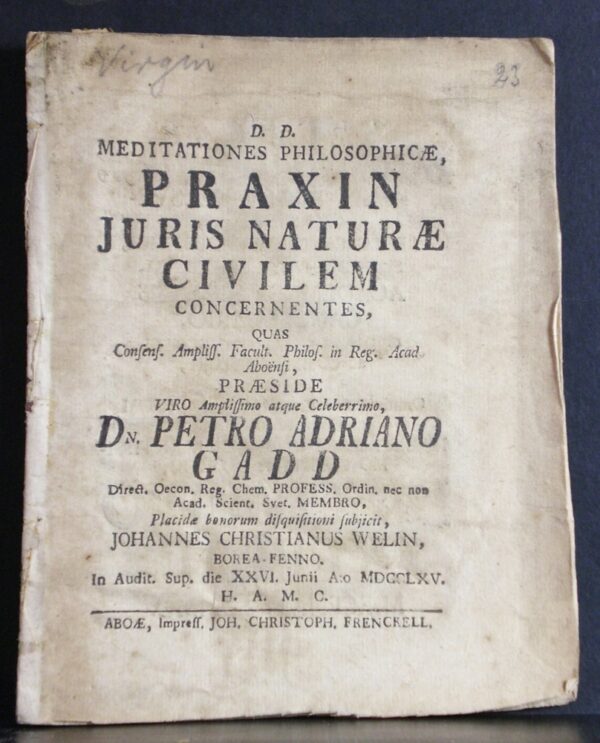 Virgin
23
D. D.
MEDITATIONES PHILOSOPHICÆ,
PRAXIN
JURIS NATURÆ
CIVILEM
CONCERNENTES,
QUAS
Conſenſ. Ampliſſ. Facult. Philoſ. in Reg. Acad
Aboënſi,
PRÆSIDE
VIRO Ampliſſimo atque Celeberrimo,
DN. PETRO ADRIANO
GADD
Direct. Oecon. Reg. Chem. PROFESS. Ordin. nec non
Acad. Scient. Svet. MEMBRO,
Placidæ bonorum diſquiſitioni ſubjicit,
JOHANNES CHRISTIANUS WELIN,
BOREA-FENNO.
In Audit. Sup. die XXVI. Junii A:o MDCCLXV.
H. A. M. C.
ABOÆ, Impreſſ. JOH. CHRISTOPH. FRENCKELL.